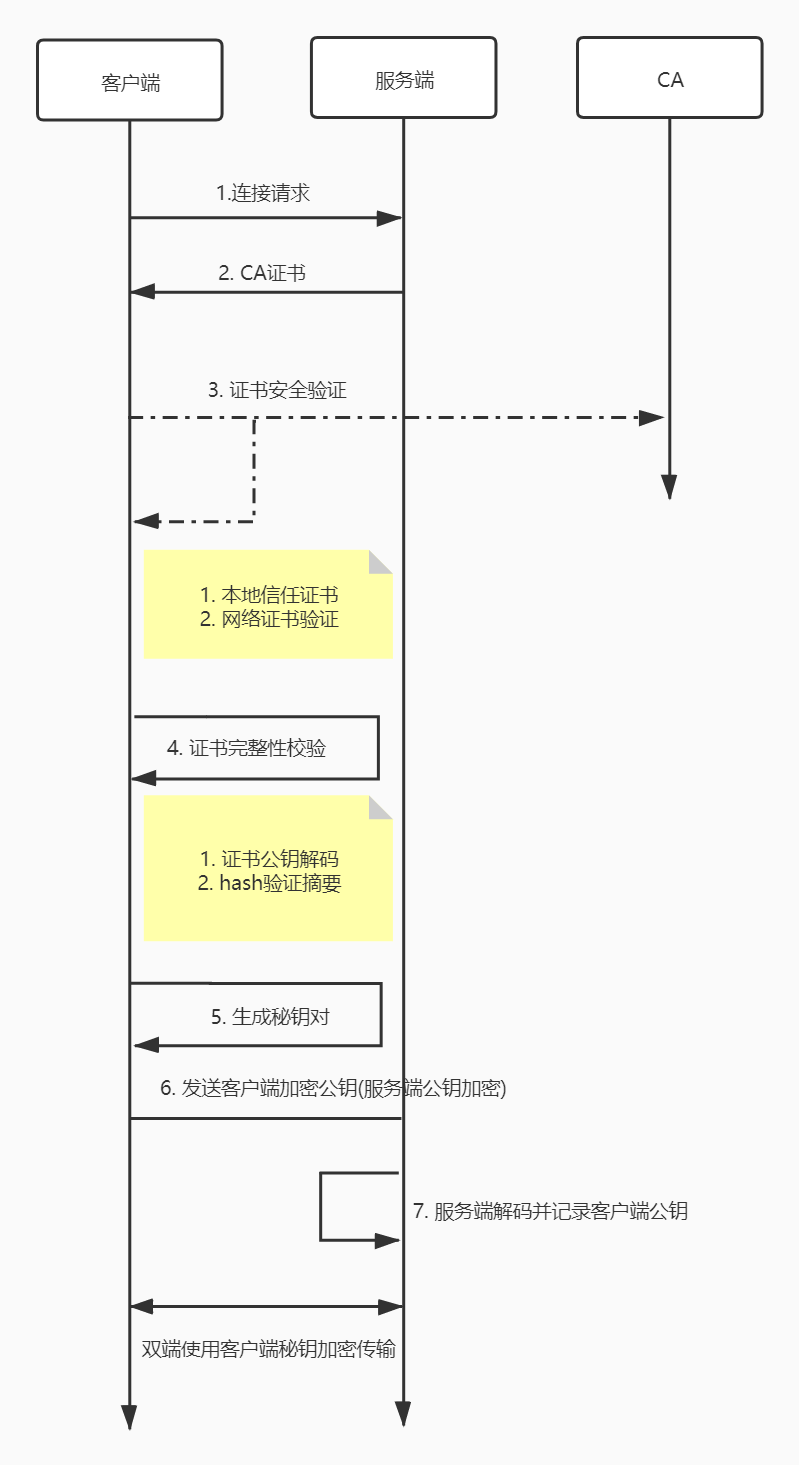 客户端
服务端
CA
1.连接请求
2. CA证书
3. 证书安全验证
1. 本地信任证书
2. 网络证书验证
4. 证书完整性校验
1. 证书公钥解码
2. hash验证摘要
5. 生成秘钥对
6. 发送客户端加密公钥(服务端公钥加密)
7. 服务端解码并记录客户端公钥
双端使用客户端秘钥加密传输